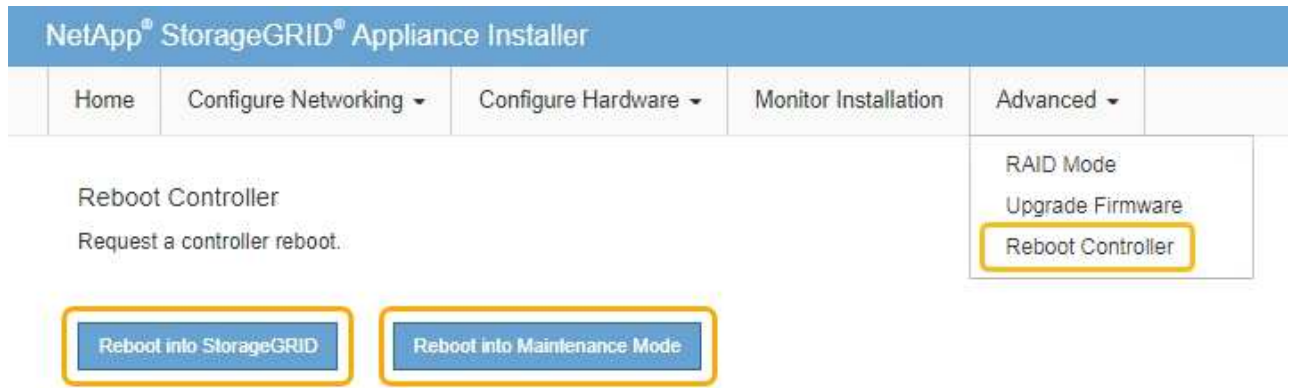 NetApp® StorageGRID® Appliance Installer
Home Configure Networking Configure Hardware Monitor Installation Advanced
RAID Mode
Upgrade Firmware
Reboot Controller
Reboot Controller
Request a controller reboot.
Reboot into StorageGRID Reboot into Maintenance Mode